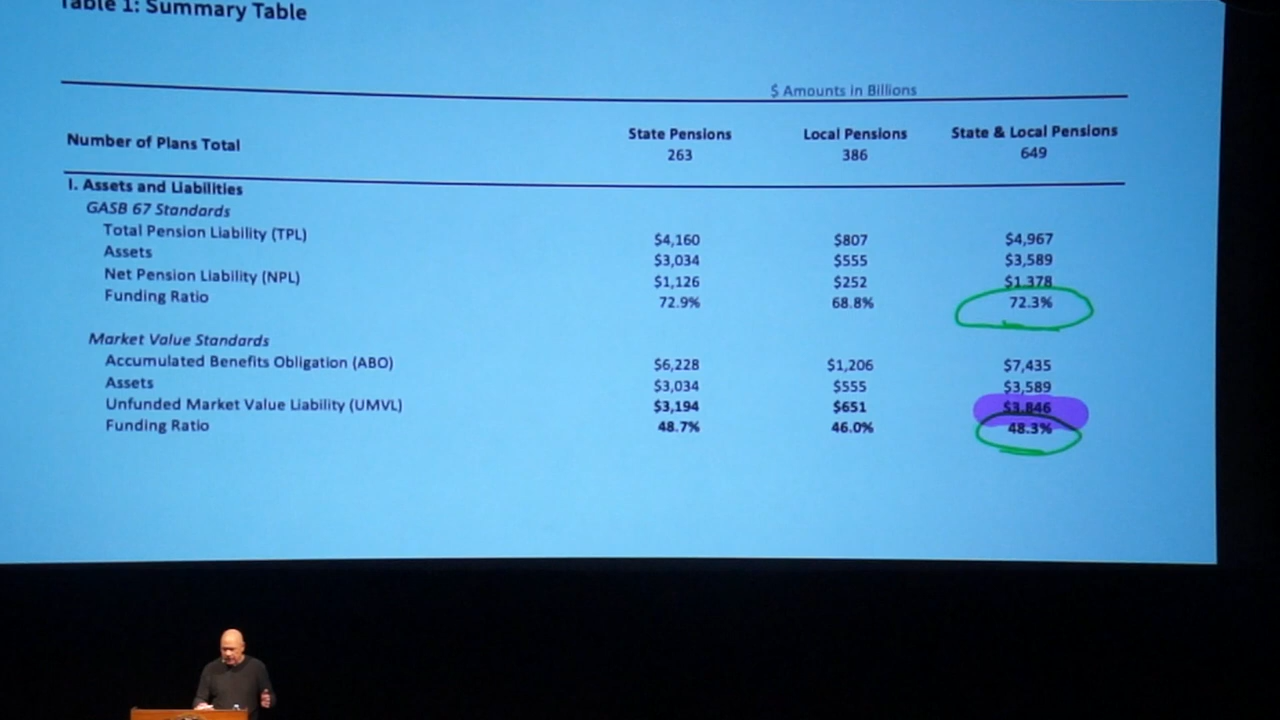 Table 1: Summary Table
$ Amounts in Billions
State Pensions Local Pensions State & Local Pensions
Number of Plans Total 263 386 649
I. Assets and Liabilities
GASB 67 Standards
Total Pension Liability (TPL) $4,160 $807 $4,967
Assets $3,034 $555 $3,589
Net Pension Liability (NPL) $1,126 $252 $1,378
Funding Ratio 72.9% 68.8% 72.3%
Market Value Standards
Accumulated Benefits Obligation (ABO) $6,228 $1,206 $7,435
Assets $3,034 $555 $3,589
Unfunded Market Value Liability (UMVL) $3,194 $651 $3,846
Funding Ratio 48.7% 46.0% 48.3%